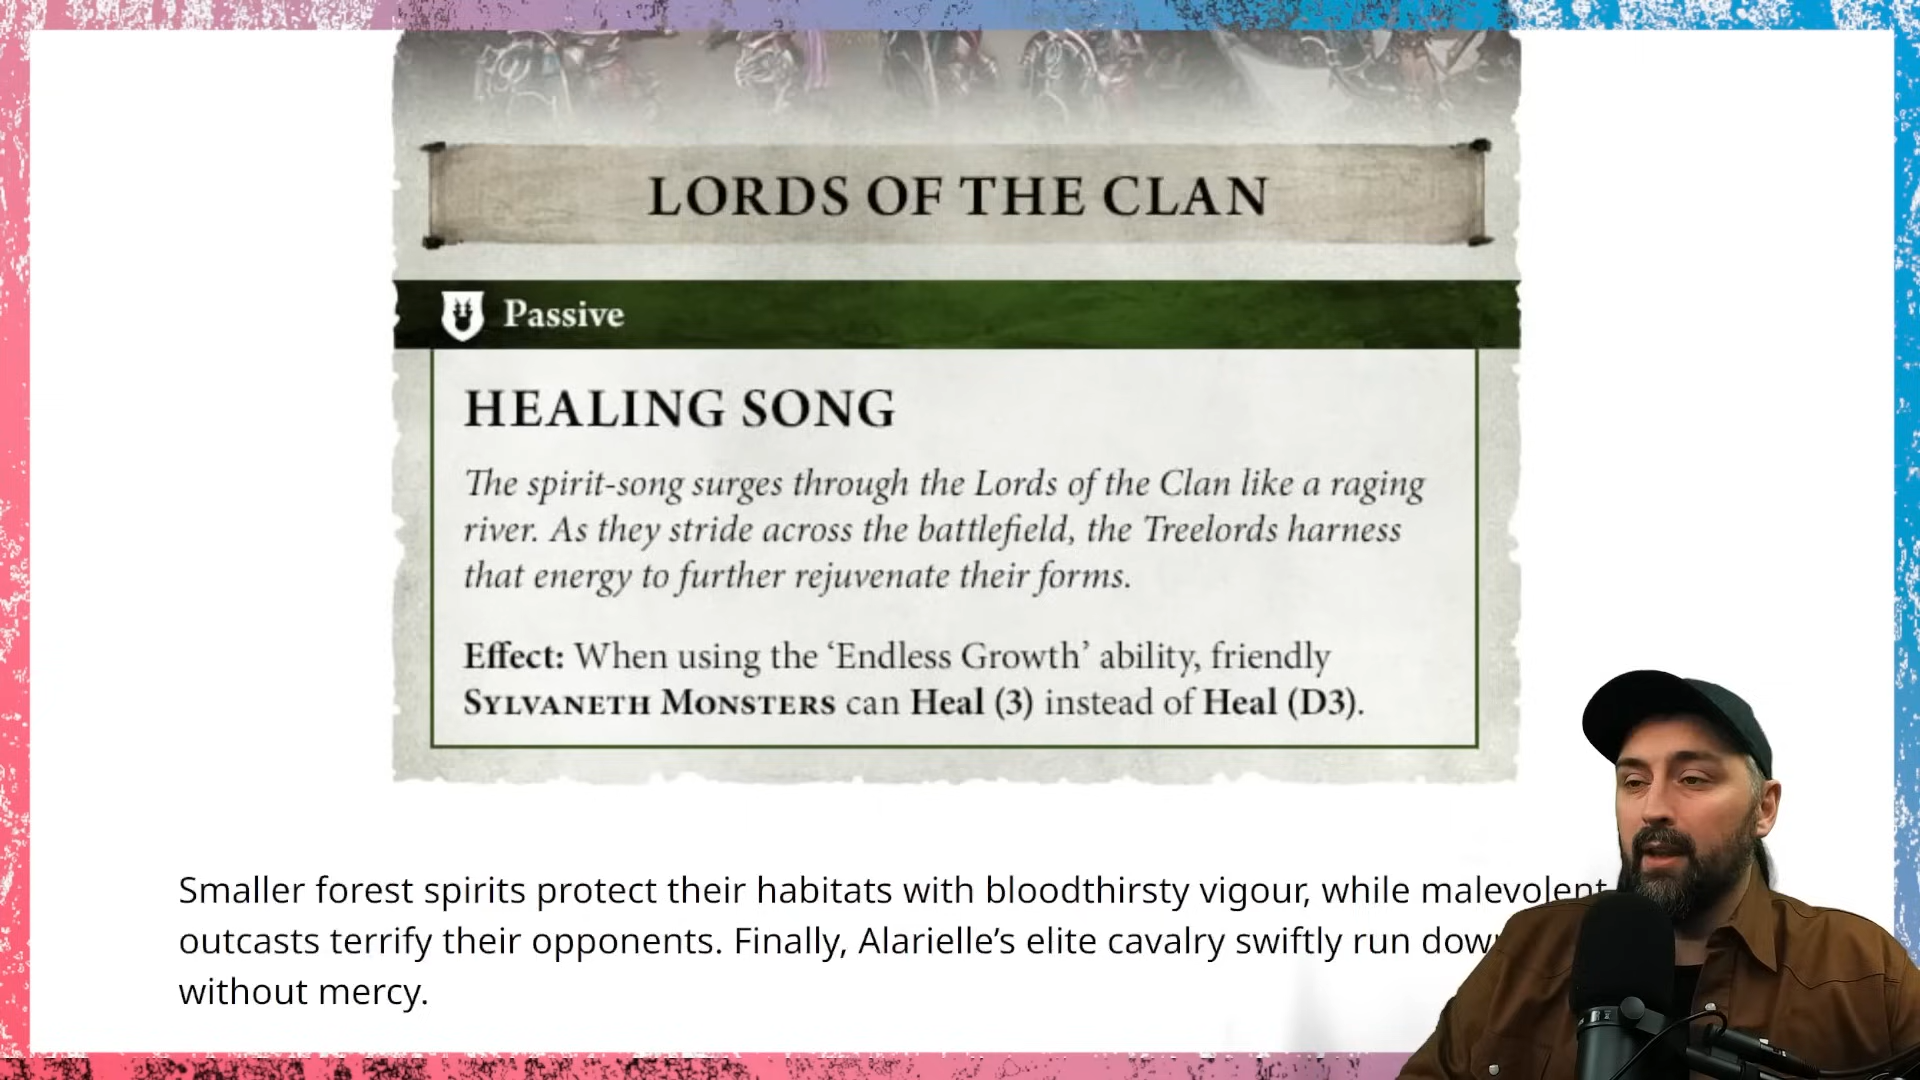 LORDS OF THE CLAN
Passive
HEALING SONG
The spirit-song surges through the Lords of the Clan like a raging
river. As they stride across the battlefield, the Treelords harness
that energy to further rejuvenate their forms.
Effect: When using the ‘Endless Growth’ ability, friendly
SYLVANETH MONSTERS can Heal (3) instead of Heal (D3).
Smaller forest spirits protect their habitats with bloodthirsty vigour, while malevolent
outcasts terrify their opponents. Finally, Alarielle’s elite cavalry swiftly run
without mercy.